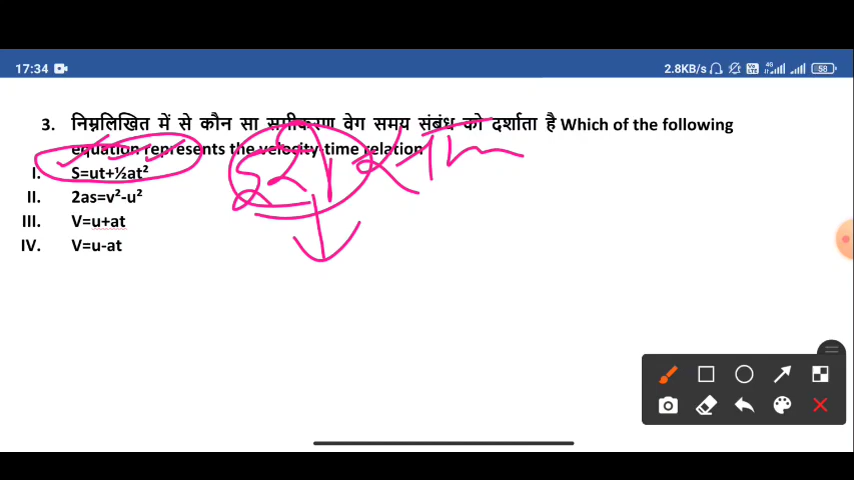 17:34 2.8KB/s 4G 58
3. निम्नलिखित में से कौन सा समीकरण वेग समय संबंध को दर्शाता है Which of the following
equation represents the velocity-time relation
I. S=ut+½at²
II. 2as=v²-u²
III. V=u+at
IV. V=u-at